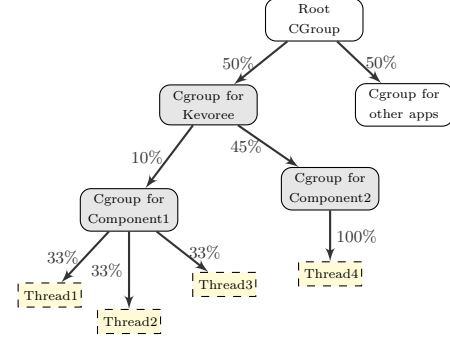 Root
CGroup
50%
50%
Cgroup for
Kevoree
Cgroup for
other apps
10%
45%
Cgroup for
Component1
Cgroup for
Component2
33%
33%
33%
100%
Thread1
Thread2
Thread3
Thread4